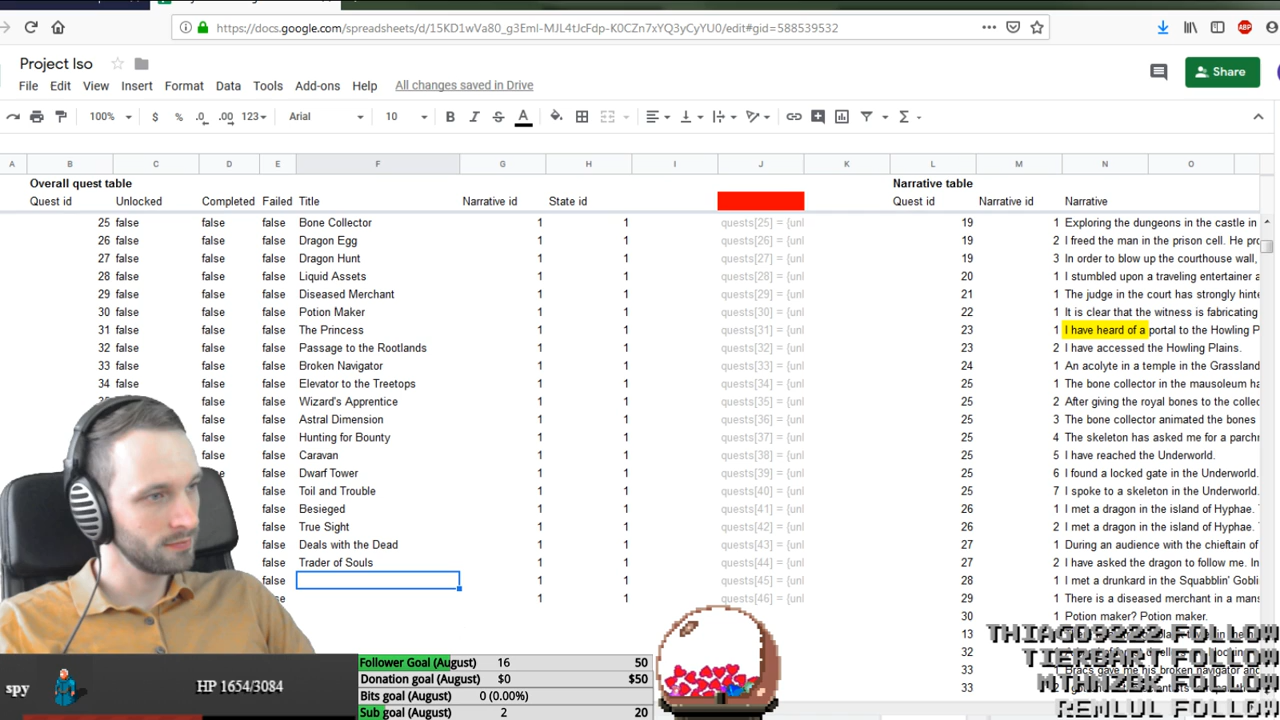 https://docs.google.com/spreadsheets/d/15KD1wVa80_g3Eml-MJL4tJcFdp-K0CZn7xYQ3yCyYU0/edit#gid=588539532
ABP
Project Iso
File Edit View Insert Format Data Tools Add-ons Help All changes saved in Drive
Share
100% $ % .0 .00 123 Arial 10 B I S A
A B C D E F G H I J K L M N O
Overall quest table Narrative table
Quest id Unlocked Completed Failed Title Narrative id State id Quest id Narrative id Narrative
25 false false false Bone Collector 1 1 quests[25] = {unl 19 1 Exploring the dungeons in the castle in
26 false false false Dragon Egg 1 1 quests[26] = {unl 19 2 I freed the man in the prison cell. He pro
27 false false false Dragon Hunt 1 1 quests[27] = {unl 19 3 In order to blow up the courthouse wall,
28 false false false Liquid Assets 1 1 quests[28] = {unl 20 1 I stumbled upon a traveling entertainer a
29 false false false Diseased Merchant 1 1 quests[29] = {unl 21 1 The judge in the court has strongly hinte
30 false false false Potion Maker 1 1 quests[30] = {unl 22 1 It is clear that the witness is fabricating
31 false false false The Princess 1 1 quests[31] = {unl 23 1 I have heard of a portal to the Howling P
32 false false false Passage to the Rootlands 1 1 quests[32] = {unl 23 2 I have accessed the Howling Plains.
33 false false false Broken Navigator 1 1 quests[33] = {unl 24 1 An acolyte in a temple in the Grassland
34 false false false Elevator to the Treetops 1 1 quests[34] = {unl 25 1 The bone collector in the mausoleum ha
false false false Wizard's Apprentice 1 1 quests[35] = {unl 25 2 After giving the royal bones to the collec
false false false Astral Dimension 1 1 quests[36] = {unl 25 3 The bone collector animated the bones
false false Hunting for Bounty 1 1 quests[37] = {unl 25 4 The skeleton has asked me for a parchm
false false Caravan 1 1 quests[38] = {unl 25 5 I have reached the Underworld.
false Dwarf Tower 1 1 quests[39] = {unl 25 6 I found a locked gate in the Underworld.
false false Toil and Trouble 1 1 quests[40] = {unl 25 7 I spoke to a skeleton in the Underworld.
false false Besieged 1 1 quests[41] = {unl 26 1 I met a dragon in the island of Hyphae. T
false false True Sight 1 1 quests[42] = {unl 26 2 I met a dragon in the island of Hyphae.
false Deals with the Dead 1 1 quests[43] = {unl 27 1 During an audience with the chieftain of
false Trader of Souls 1 1 quests[44] = {unl 27 2 I have asked the dragon to follow me. In
false 1 1 quests[45] = {unl 28 1 I met a drunkard in the Squabblin' Gobli
1 1 quests[46] = {unl 29 1 There is a diseased merchant in a mans
30 1 Potion maker? Potion maker.
13
32
33
33
THIAGO9222 FOLLOW
TIERBART FOLLOW
MTANZBX FOLLOW
REMLUL FOLLOW
spy HP 1654/3084
Follower Goal (August) 16 50
Donation goal (August) $0 $50
Bits goal (August) 0 (0.00%)
Sub goal (August) 2 20